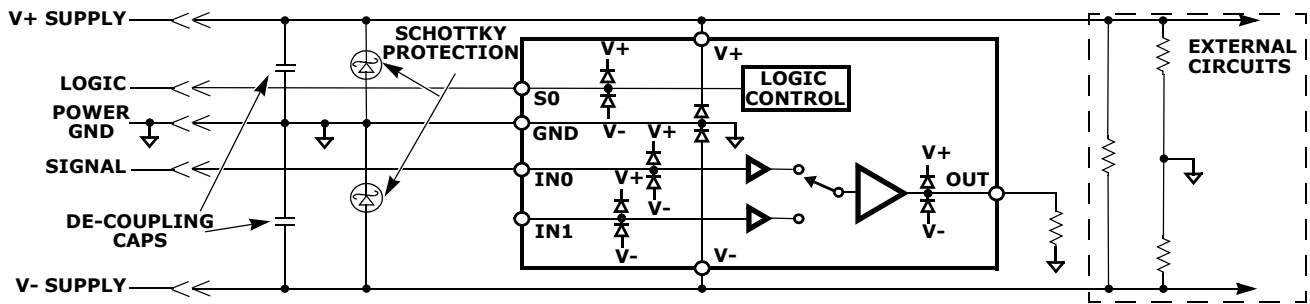 V+ SUPPLY
SCHOTTKY
PROTECTION
EXTERNAL
CIRCUITS
V+
V+
LOGIC
CONTROL
LOGIC
S0
POWER
GND
V-
V+
GND
SIGNAL
V+
V+
OUT
IN0
V-
V-
DE-COUPLING
CAPS
IN1
V-
V-
V- SUPPLY